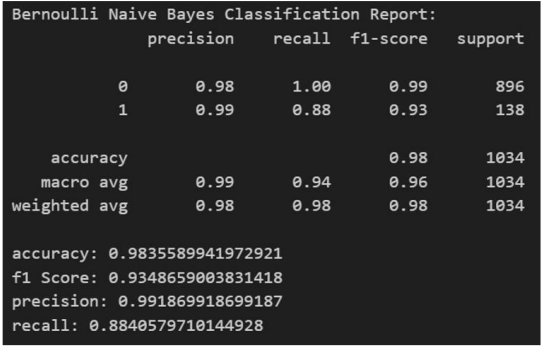 Bernoulli Naive Bayes Classification Report:
precision recall f1-score support
0 0.98 1.00 0.99 896
1 0.99 0.88 0.93 138
accuracy 0.98 1034
macro avg 0.99 0.94 0.96 1034
weighted avg 0.98 0.98 0.98 1034
accuracy: 0.9835589941972921
f1 Score: 0.9348659003831418
precision: 0.991869918699187
recall: 0.8840579710144928